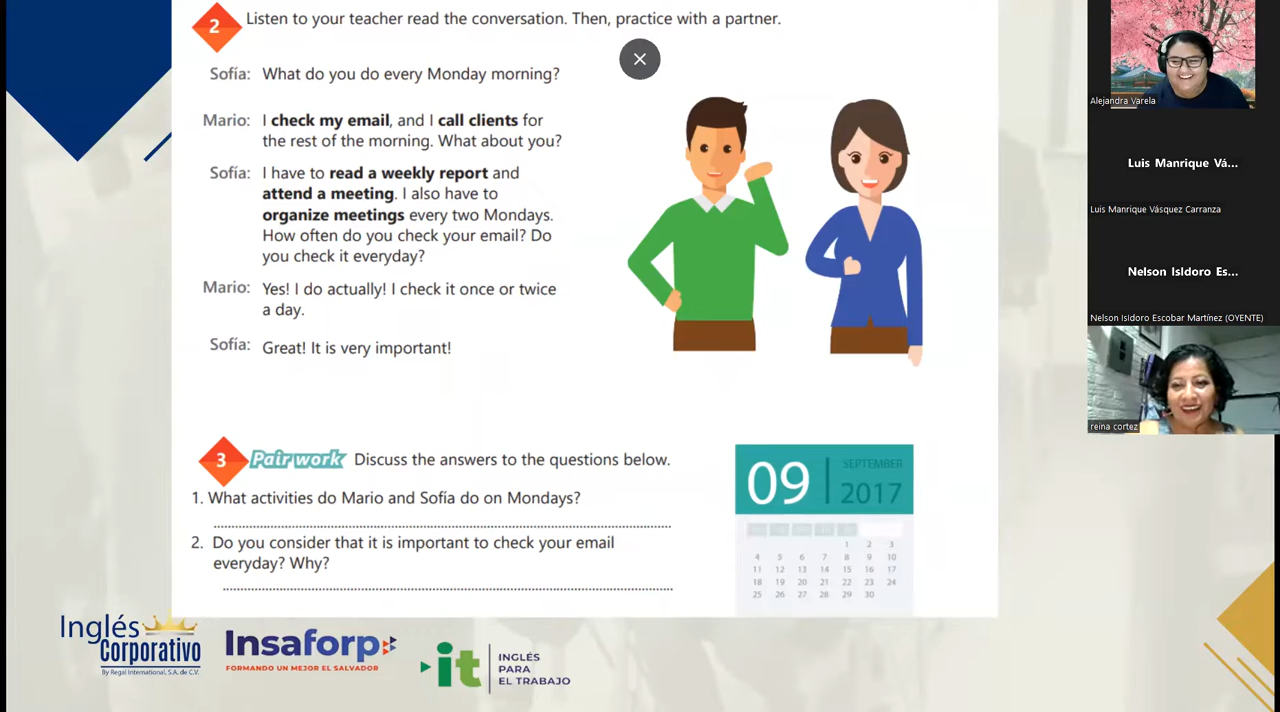 2
Listen to your teacher read the conversation. Then, practice with a partner.
Sofía: What do you do every Monday morning?
Mario: I check my email, and I call clients for
the rest of the morning. What about you?
Sofía: I have to read a weekly report and
attend a meeting. I also have to
organize meetings every two Mondays.
How often do you check your email? Do
you check it everyday?
Mario: Yes! I do actually! I check it once or twice
a day.
Sofía: Great! It is very important!
3
Pair work Discuss the answers to the questions below.
1. What activities do Mario and Sofía do on Mondays?
2. Do you consider that it is important to check your email
everyday? Why?
09
SEPTEMBER
2017
1 2 3
4 5 6 7 8 9 10
11 12 13 14 15 16 17
18 19 20 21 22 23 24
25 26 27 28 29 30
Inglés
Corporativo
By Regal International, S.A. de C.V.
Insaforp
FORMANDO UN MEJOR EL SALVADOR
it
INGLÉS
PARA
EL TRABAJO
Alejandra Varela
Luis Manrique Vá...
Luis Manrique Vásquez Carranza
Nelson Isidoro Es...
Nelson Isidoro Escobar Martínez (OYENTE)
reina cortez